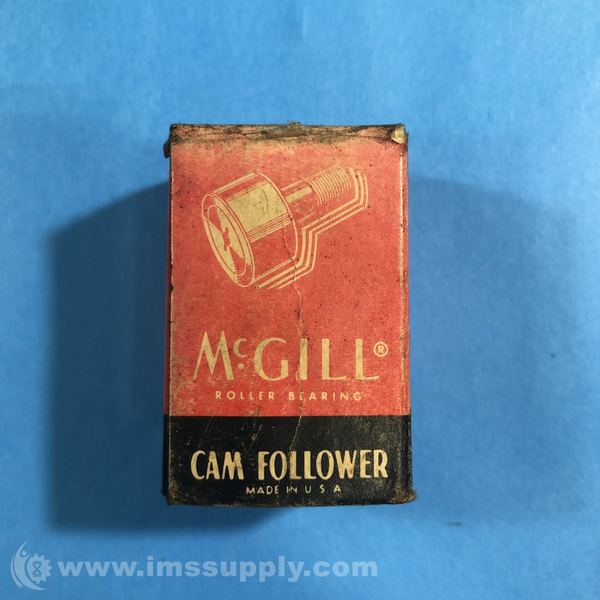 McGILL®
ROLLER BEARING
CAM FOLLOWER
MADE IN U S A
www.imssupply.com